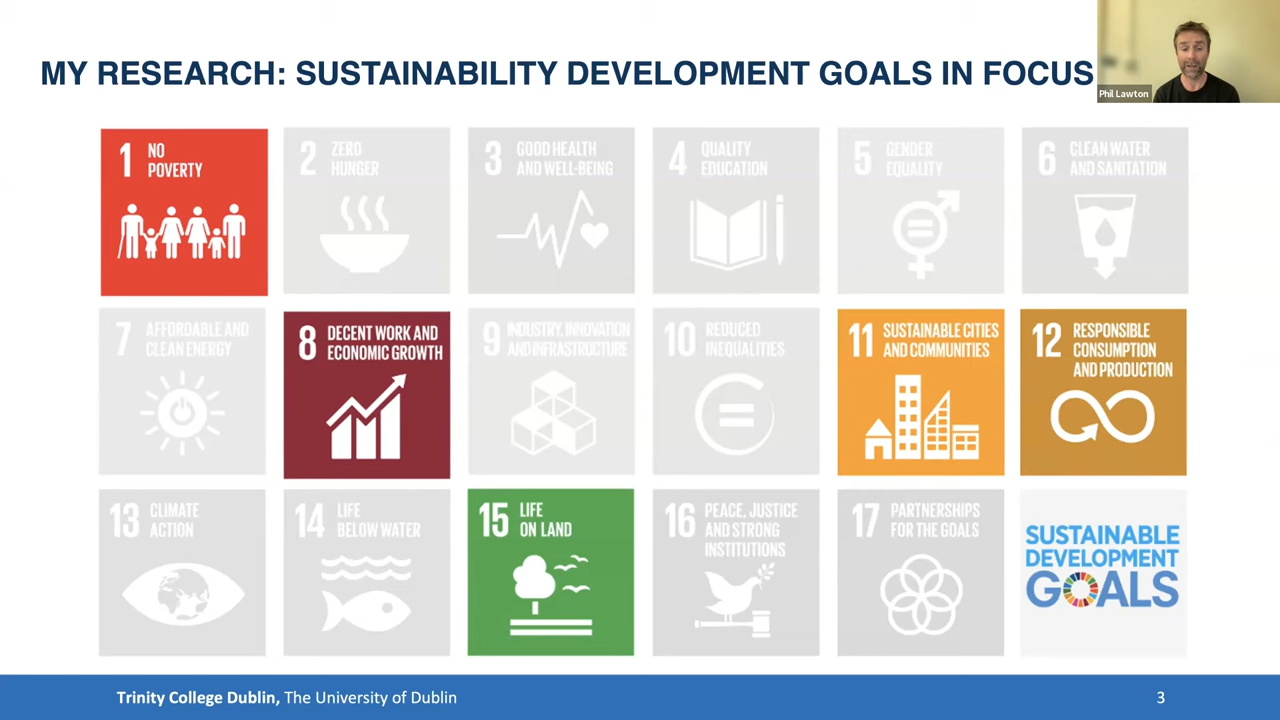 MY RESEARCH: SUSTAINABILITY DEVELOPMENT GOALS IN FOCUS
Phil Lawton
1 NO
POVERTY
2 ZERO
HUNGER
3 GOOD HEALTH
AND WELL-BEING
4 QUALITY
EDUCATION
5 GENDER
EQUALITY
6 CLEAN WATER
AND SANITATION
7 AFFORDABLE AND
CLEAN ENERGY
8 DECENT WORK AND
ECONOMIC GROWTH
9 INDUSTRY, INNOVATION
AND INFRASTRUCTURE
10 REDUCED
INEQUALITIES
11 SUSTAINABLE CITIES
AND COMMUNITIES
12 RESPONSIBLE
CONSUMPTION
AND PRODUCTION
13 CLIMATE
ACTION
14 LIFE
BELOW WATER
15 LIFE
ON LAND
16 PEACE, JUSTICE
AND STRONG
INSTITUTIONS
17 PARTNERSHIPS
FOR THE GOALS
SUSTAINABLE
DEVELOPMENT
GOALS
Trinity College Dublin, The University of Dublin
3